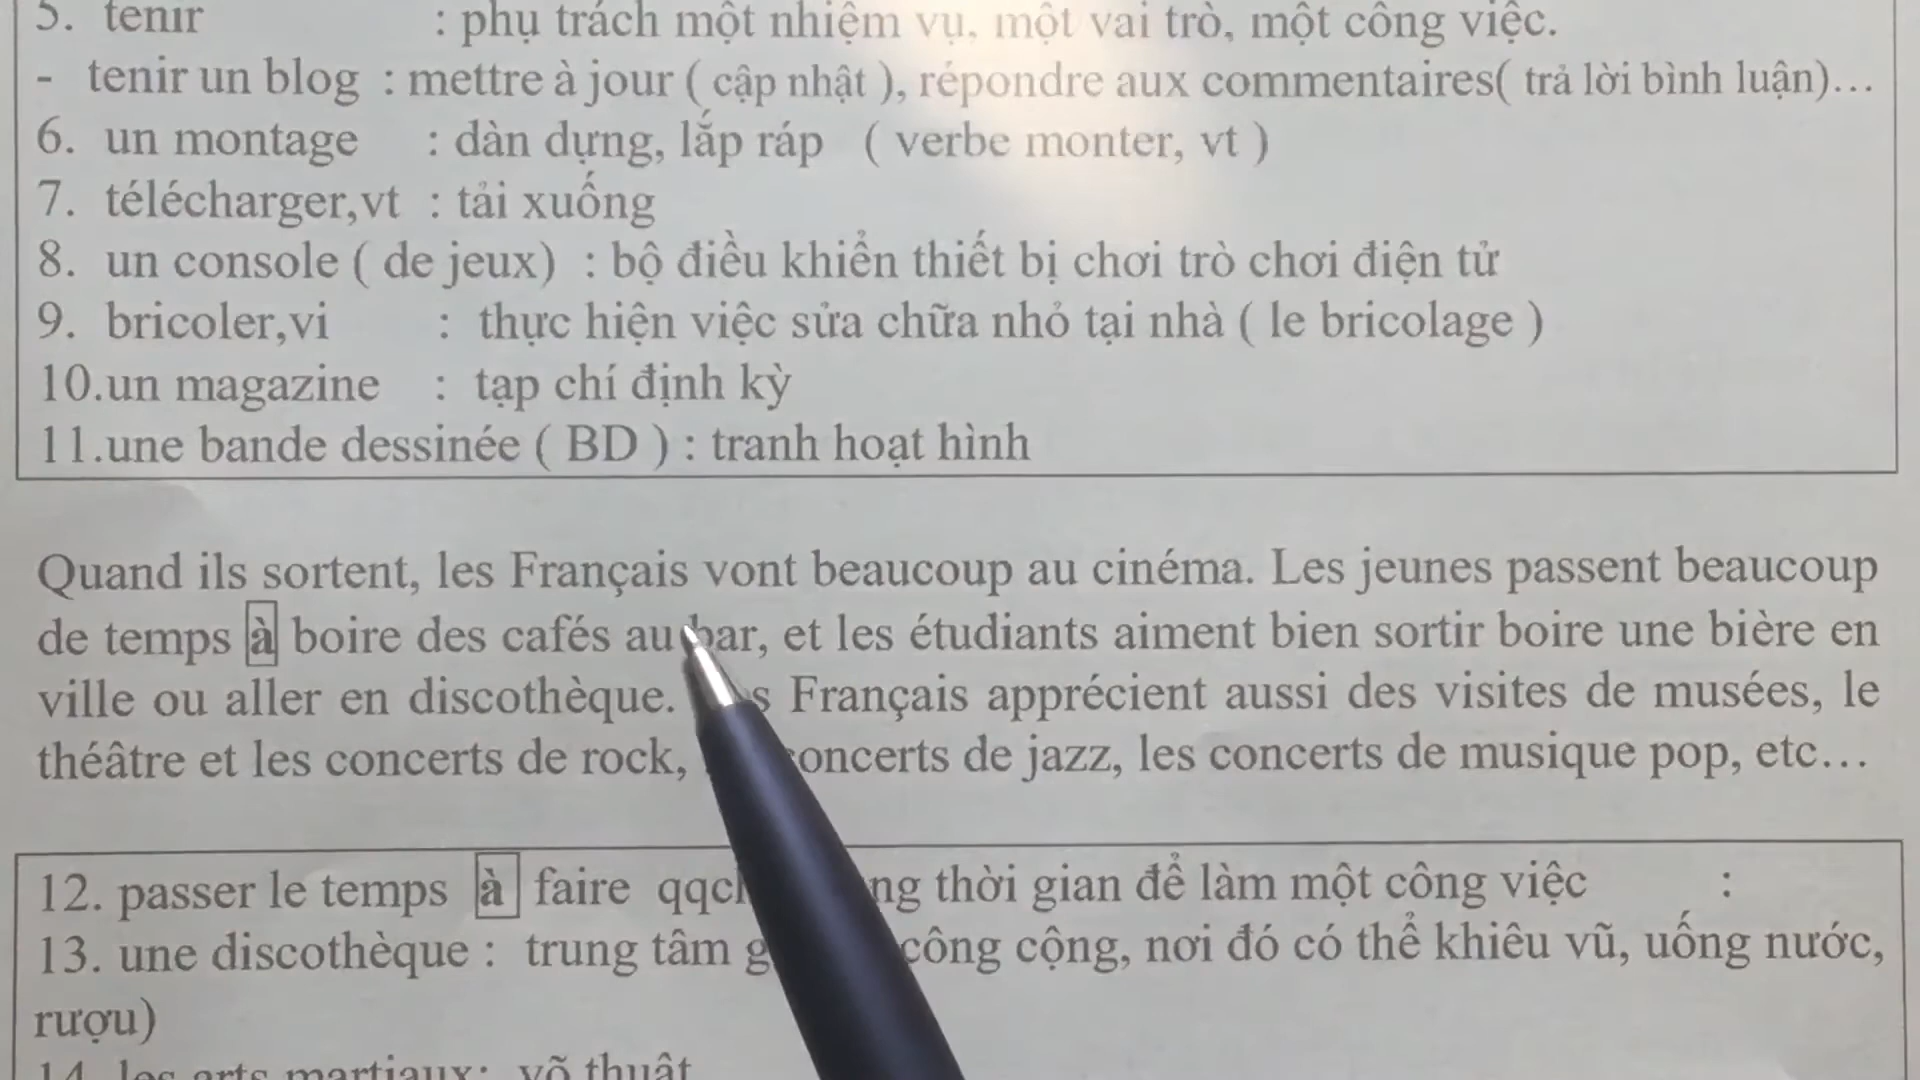 5. tenir : phụ trách một nhiệm vụ, một vai trò, một công việc.
- tenir un blog : mettre à jour ( cập nhật ), répondre aux commentaires( trả lời bình luận)...
6. un montage : dàn dựng, lắp ráp ( verbe monter, vt )
7. télécharger,vt : tải xuống
8. un console ( de jeux) : bộ điều khiển thiết bị chơi trò chơi điện tử
9. bricoler,vi : thực hiện việc sửa chữa nhỏ tại nhà ( le bricolage )
10.un magazine : tạp chí định kỳ
11.une bande dessinée ( BD ) : tranh hoạt hình
Quand ils sortent, les Français vont beaucoup au cinéma. Les jeunes passent beaucoup
de temps à boire des cafés au bar, et les étudiants aiment bien sortir boire une bière en
ville ou aller en discothèque. Français apprécient aussi des visites de musées, le
théâtre et les concerts de rock, concerts de jazz, les concerts de musique pop, etc...
12. passer le temps à faire thời gian để làm một công việc :
13. une discothèque : trung tâm công cộng, nơi đó có thể khiêu vũ, uống nước,
rượu)
14. les arts martiaux: võ thuật